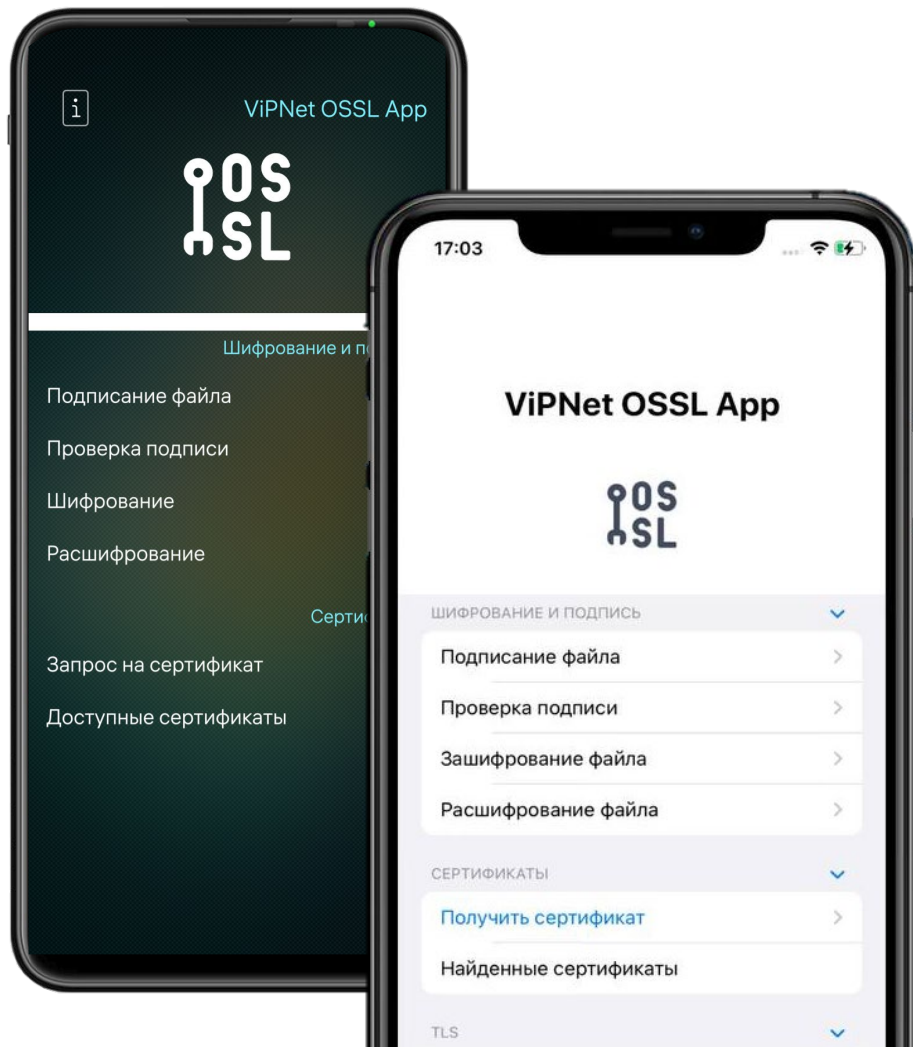 i
ViPNet OSSL App
OS
SL
Шифрование и п
Подписание файла
Проверка подписи
Шифрование
Расшифрование
Серти
Запрос на сертификат
Доступные сертификаты
17:03
ViPNet OSSL App
OS
SL
ШИФРОВАНИЕ И ПОДПИСЬ
Подписание файла
Проверка подписи
Зашифрование файла
Расшифрование файла
СЕРТИФИКАТЫ
Получить сертификат
Найденные сертификаты
TLS